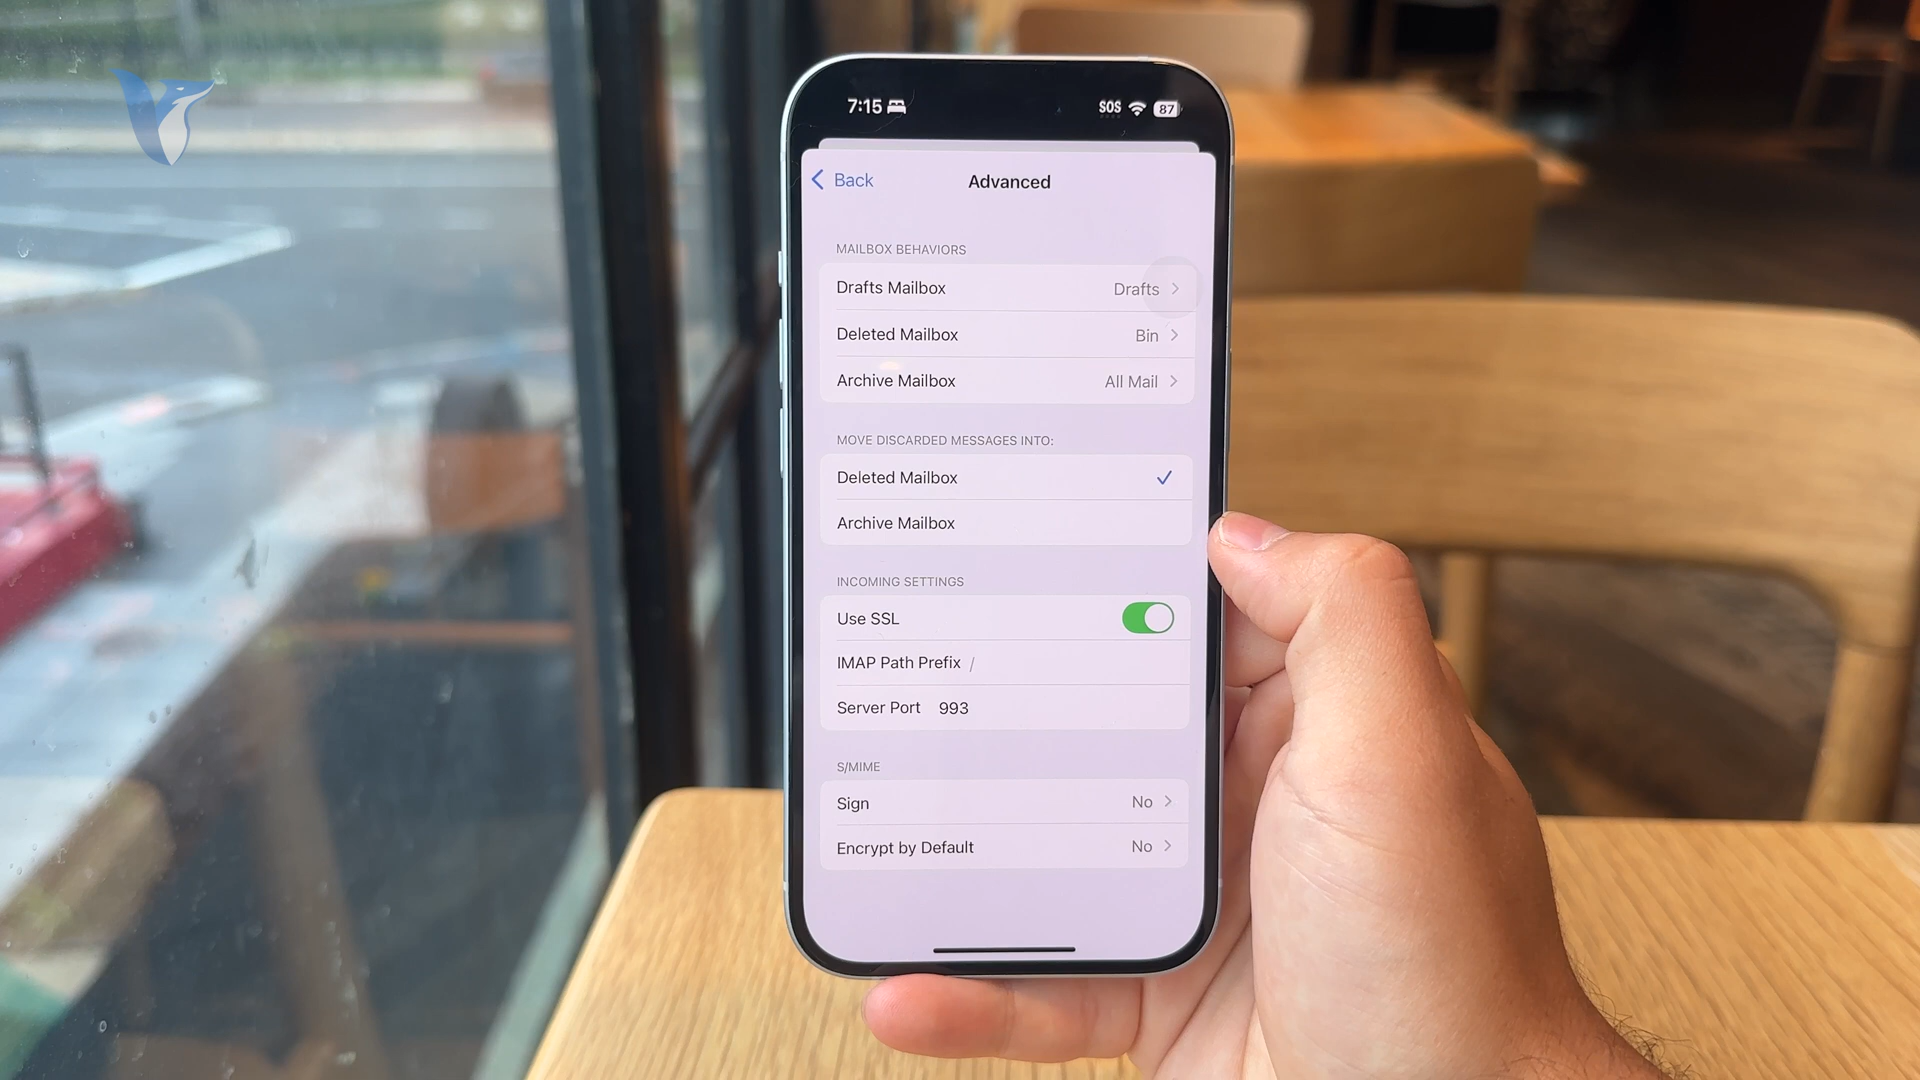 7:15 SOS 87
Back Advanced
MAILBOX BEHAVIORS
Drafts Mailbox Drafts
Deleted Mailbox Bin
Archive Mailbox All Mail
MOVE DISCARDED MESSAGES INTO:
Deleted Mailbox
Archive Mailbox
INCOMING SETTINGS
Use SSL
IMAP Path Prefix /
Server Port 993
S/MIME
Sign No
Encrypt by Default No